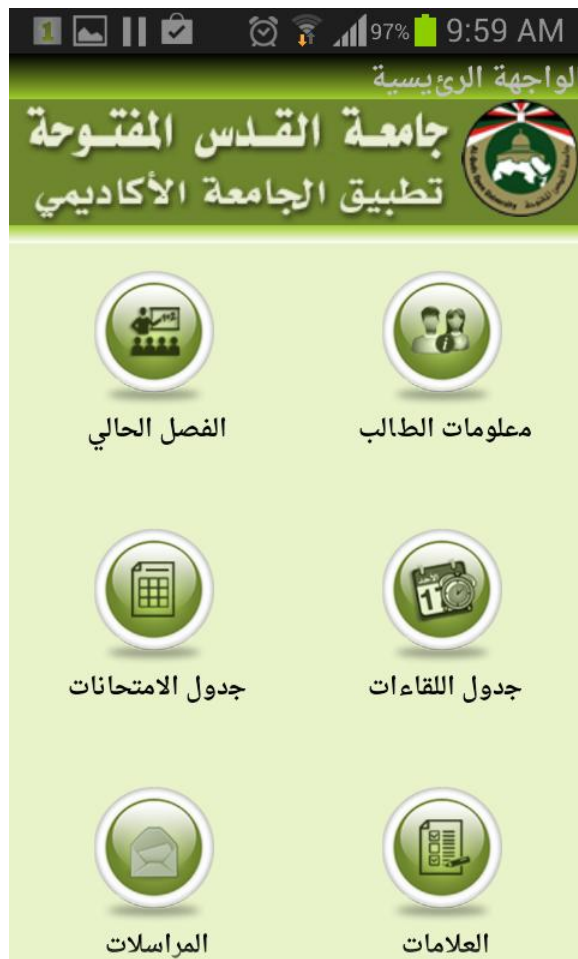 97% 9:59 AM
لواجهة الرئيسية
جامعة القدس المفتوحة
تطبيق الجامعة الأكاديمي
معلومات الطالب
الفصل الحالي
جدول اللقاءات
جدول الامتحانات
العلامات
المراسلات